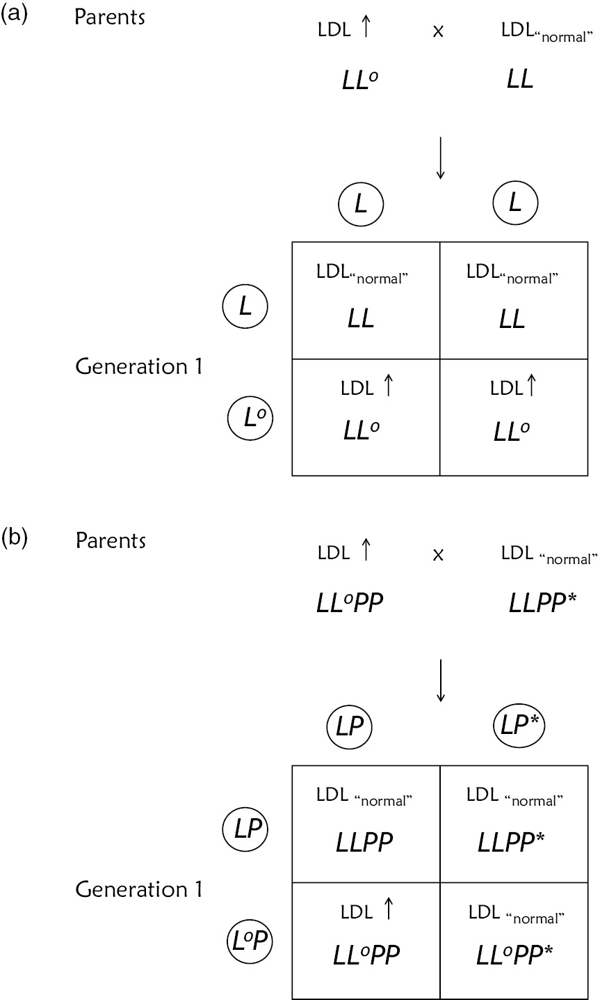 (a) Parents LDL ↑ x LDL“normal”
LLº LL
L L
LDL“normal” LDL“normal”
L LL LL
Generation 1
LDL ↑ LDL ↑
Lº LLº LLº
(b) Parents LDL ↑ x LDL “normal”
LLºPP LLPP*
LP LP*
LDL “normal” LDL “normal”
LP LLPP LLPP*
Generation 1
LDL ↑ LDL “normal”
LºP LLºPP LLºPP*